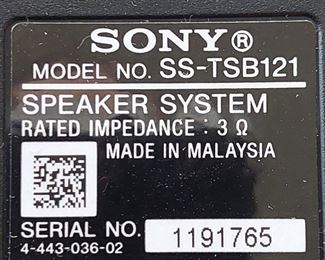 SONY®
MODEL NO. SS-TSB121
SPEAKER SYSTEM
RATED IMPEDANCE : 3 Ω
MADE IN MALAYSIA
SERIAL NO. 1191765
4-443-036-02